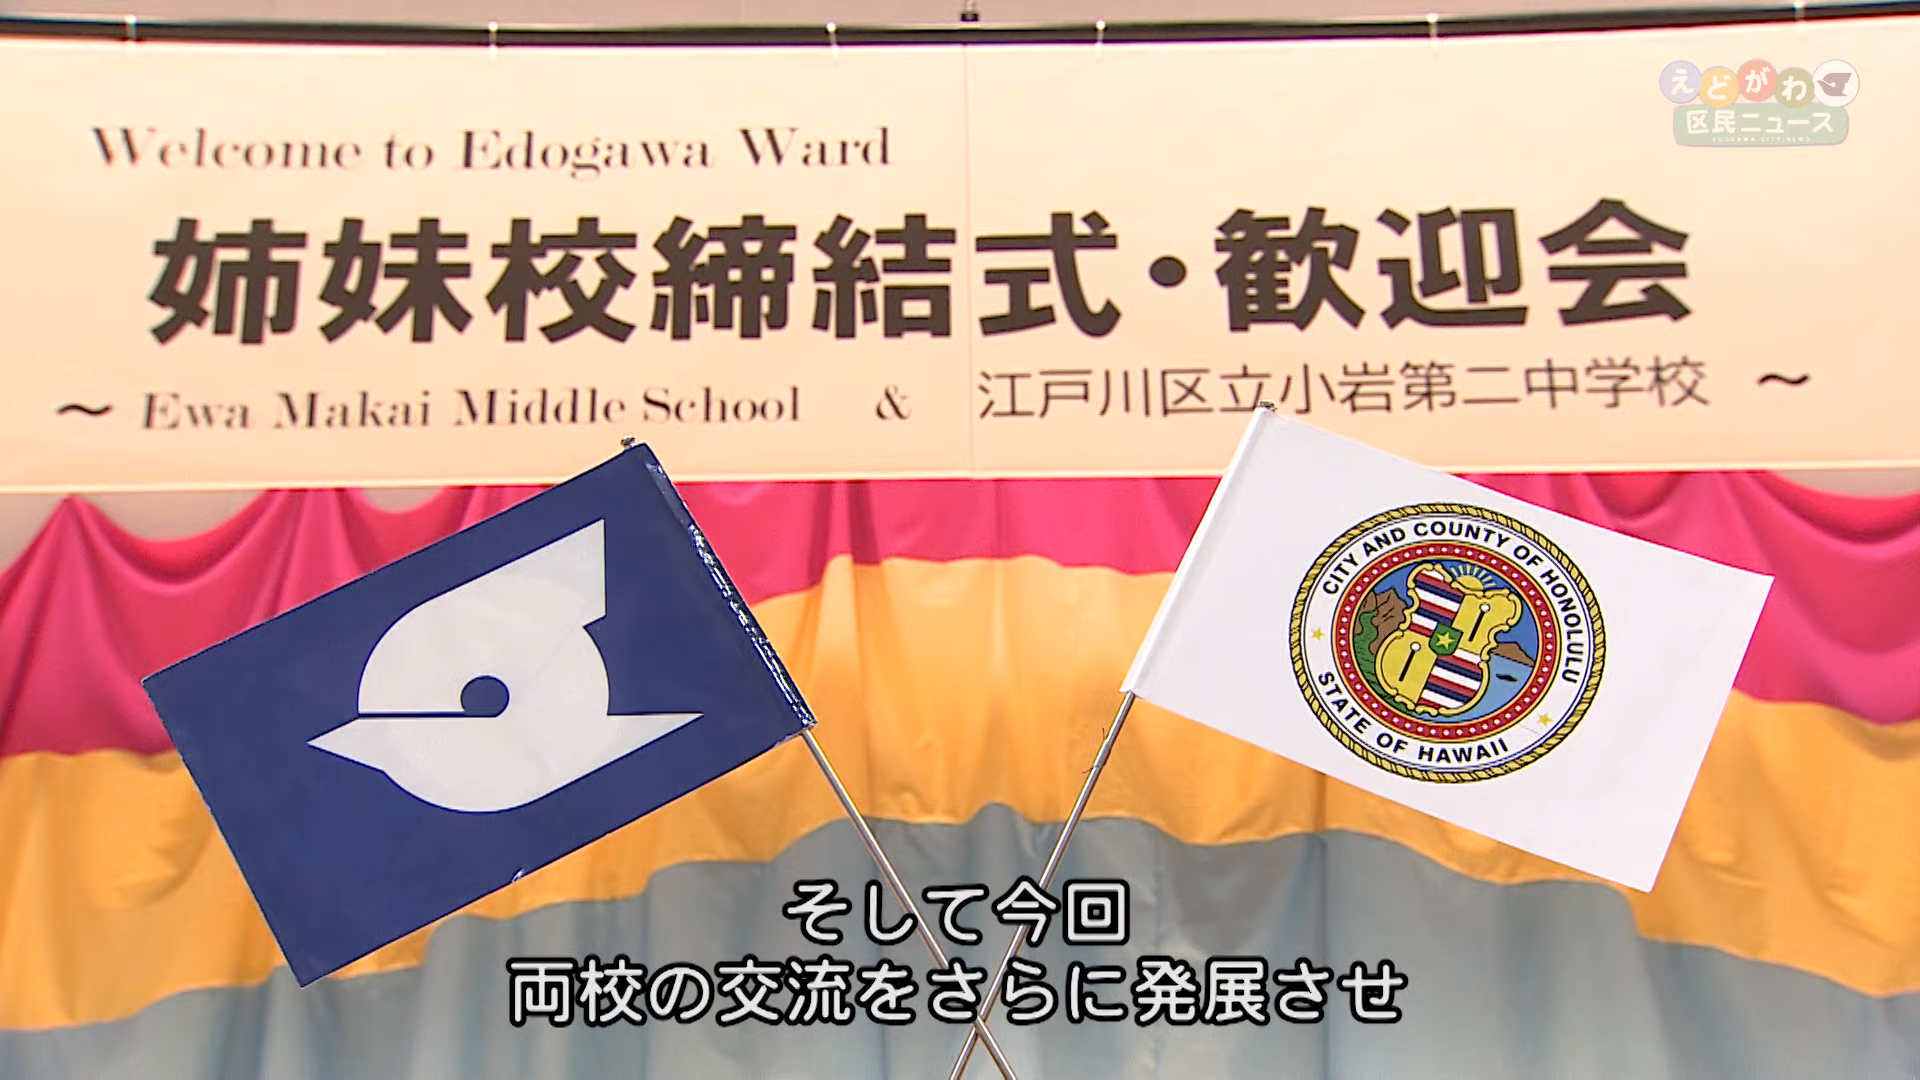 えどがわ
区民ニュース
EDOGAWA CITY NEWS
Welcome to Edogawa Ward
姉妹校締結式・歓迎会
〜 Ewa Makai Middle School & 江戸川区立小岩第二中学校 〜
CITY AND COUNTY OF HONOLULU
STATE OF HAWAII
そして今回
両校の交流をさらに発展させ